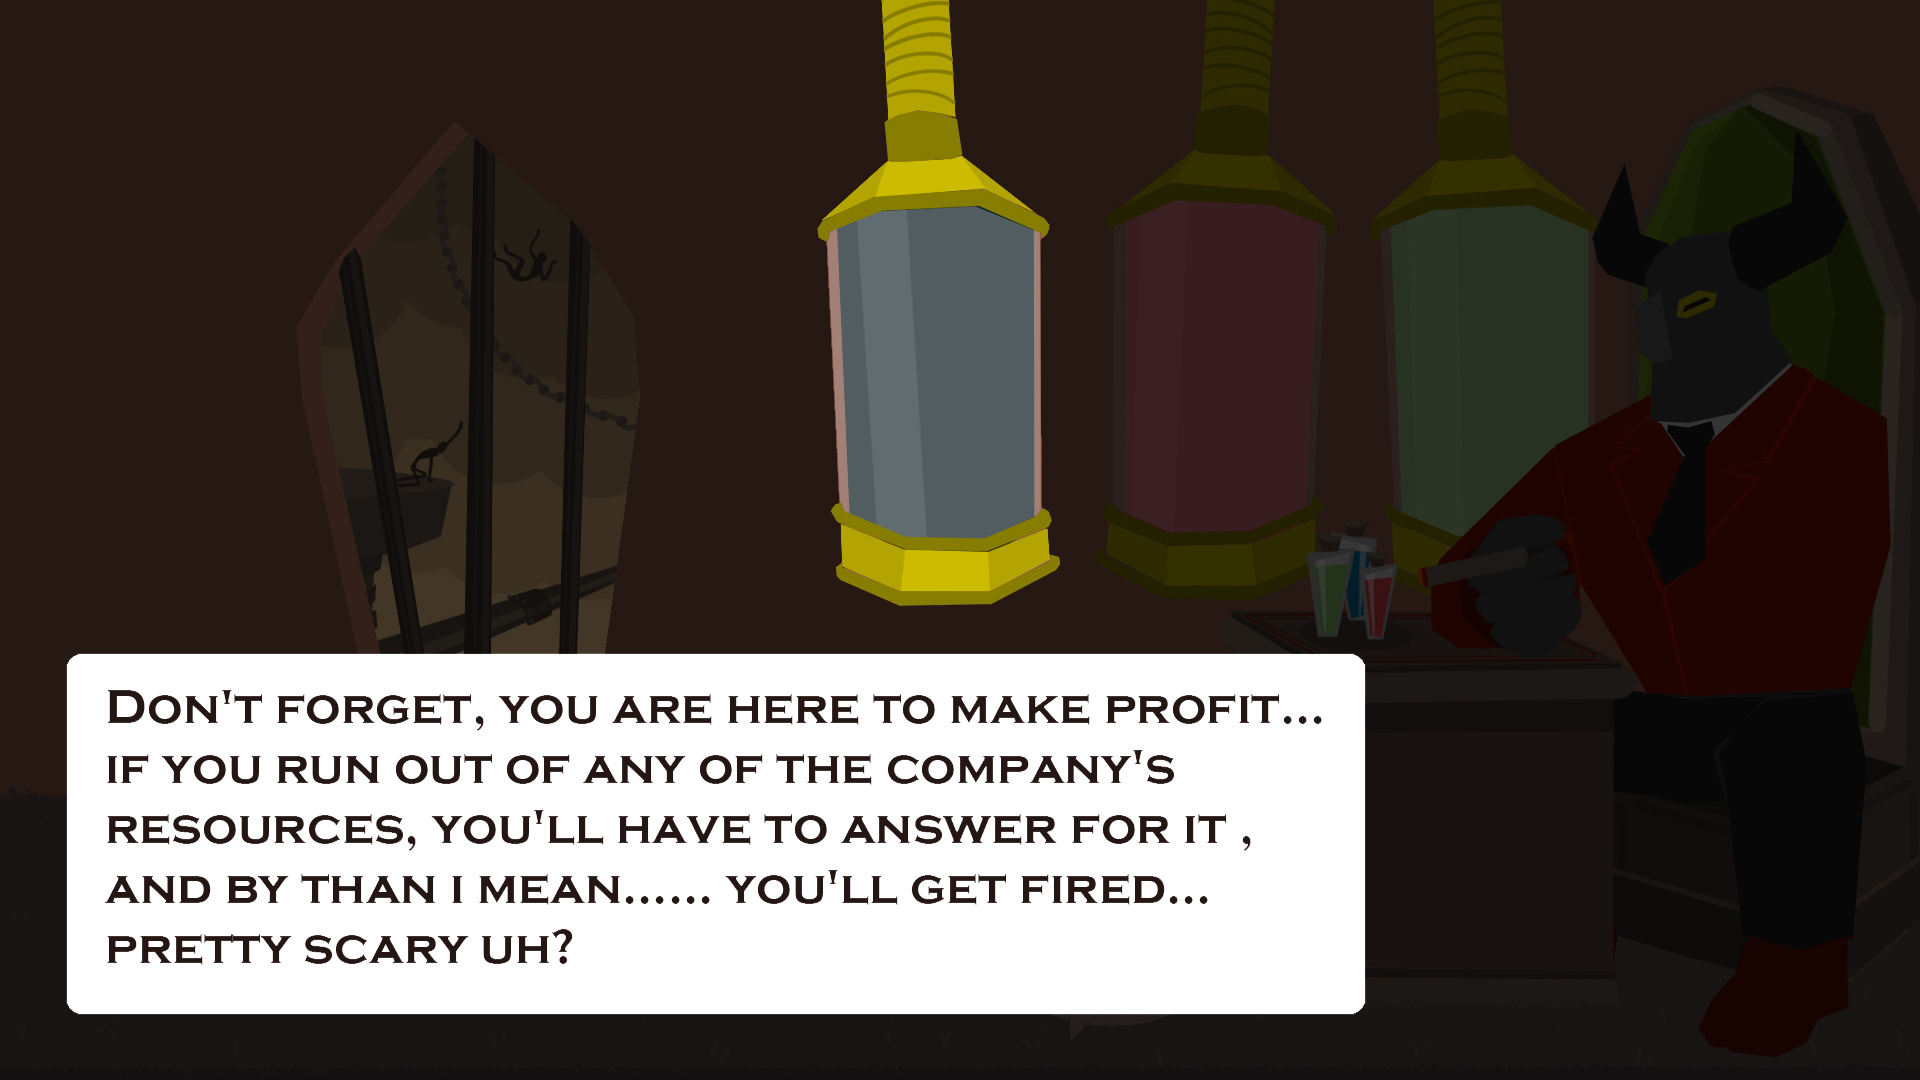 Don't forget, you are here to make profit...
if you run out of any of the company's
resources, you'll have to answer for it ,
and by than I mean...... you'll get fired...
pretty scary uh?